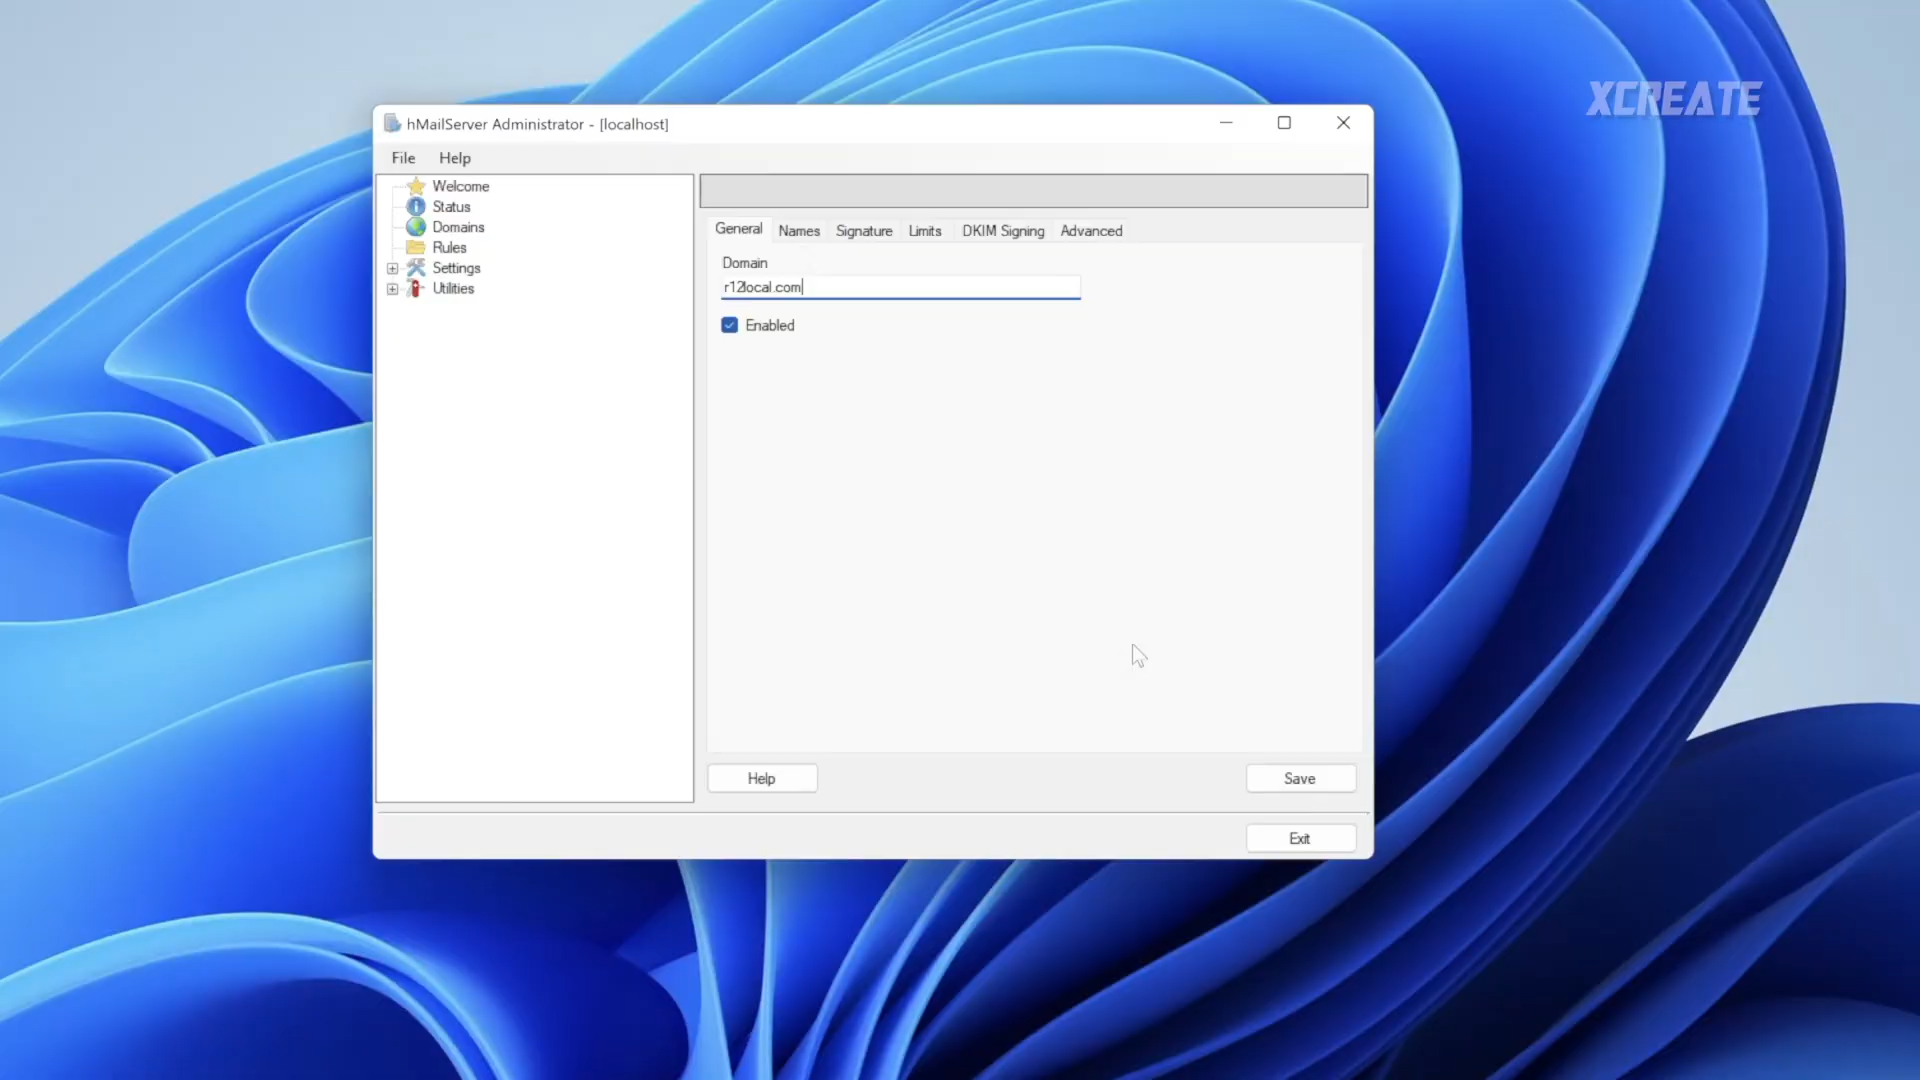 XCREATE
hMailServer Administrator - [localhost]
File Help
Welcome
Status
Domains
Rules
Settings
Utilities
General Names Signature Limits DKIM Signing Advanced
Domain
r12local.com
Enabled
Help
Save
Exit